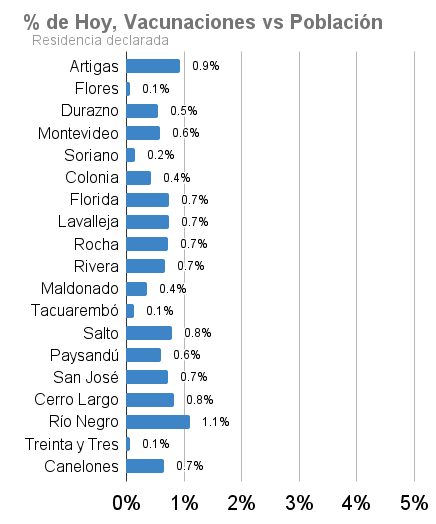 % de Hoy, Vacunaciones vs Población
Residencia declarada
Artigas 0.9%
Flores 0.1%
Durazno 0.5%
Montevideo 0.6%
Soriano 0.2%
Colonia 0.4%
Florida 0.7%
Lavalleja 0.7%
Rocha 0.7%
Rivera 0.7%
Maldonado 0.4%
Tacuarembó 0.1%
Salto 0.8%
Paysandú 0.6%
San José 0.7%
Cerro Largo 0.8%
Río Negro 1.1%
Treinta y Tres 0.1%
Canelones 0.7%
0% 1% 2% 3% 4% 5%